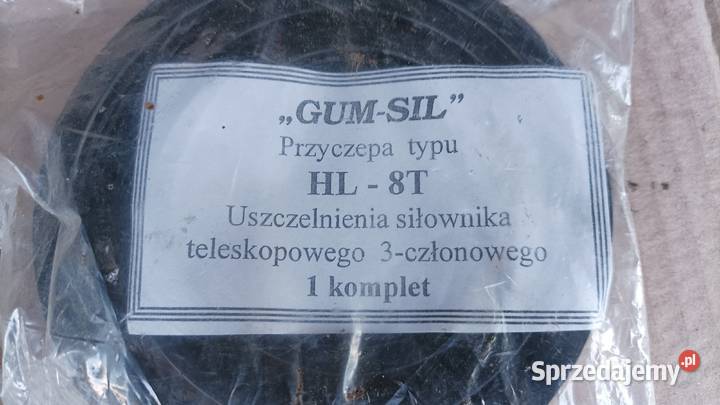 „GUM-SIL”
Przyczepa typu
HL - 8T
Uszczelnienia siłownika
teleskopowego 3-członowego
1 komplet
Sprzedajemy.pl